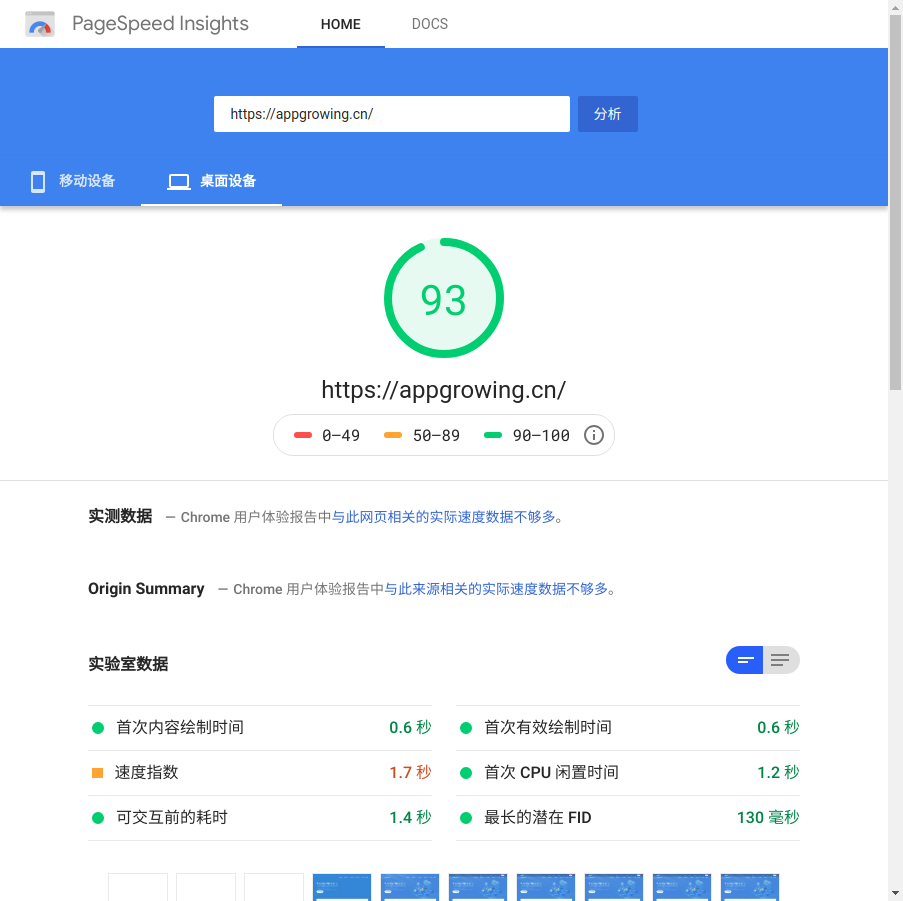 PageSpeed Insights
HOME
DOCS
https://appgrowing.cn/
分析
移动设备
桌面设备
93
https://appgrowing.cn/
0–49
50–89
90–100
实测数据 — Chrome 用户体验报告中与此网页相关的实际速度数据不够多。
Origin Summary — Chrome 用户体验报告中与此来源相关的实际速度数据不够多。
实验室数据
首次内容绘制时间 0.6 秒
首次有效绘制时间 0.6 秒
速度指数 1.7 秒
首次 CPU 闲置时间 1.2 秒
可交互前的耗时 1.4 秒
最长的潜在 FID 130 毫秒